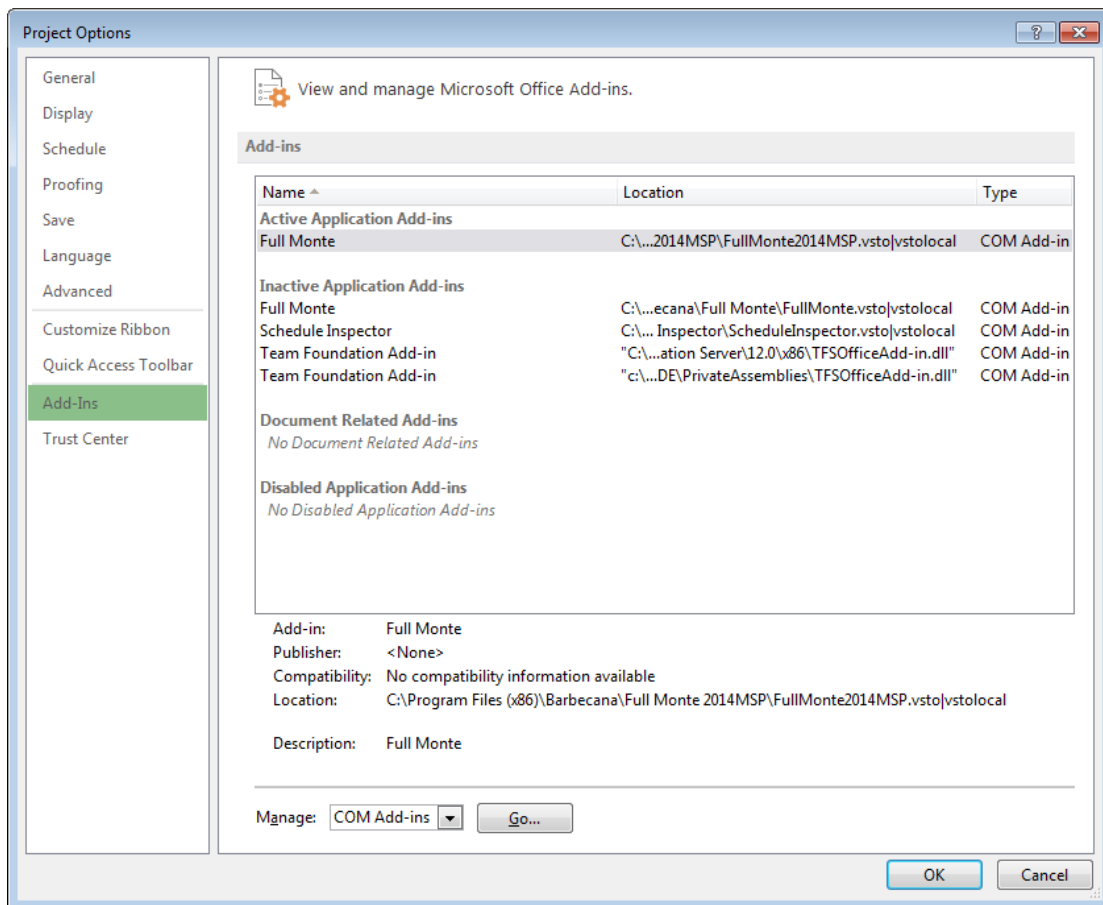 Project Options
General
Display
Schedule
Proofing
Save
Language
Advanced
Customize Ribbon
Quick Access Toolbar
Add-Ins
Trust Center
View and manage Microsoft Office Add-ins.
Add-ins
Name Location Type
Active Application Add-ins
Full Monte C:\...2014MSP\FullMonte2014MSP.vsto|vstolocal COM Add-in
Inactive Application Add-ins
Full Monte C:\...ecana\Full Monte\FullMonte.vsto|vstolocal COM Add-in
Schedule Inspector C:\... Inspector\ScheduleInspector.vsto|vstolocal COM Add-in
Team Foundation Add-in "C:\...ation Server\12.0\x86\TFSOfficeAdd-in.dll" COM Add-in
Team Foundation Add-in "c:\...DE\PrivateAssemblies\TFSOfficeAdd-in.dll" COM Add-in
Document Related Add-ins
No Document Related Add-ins
Disabled Application Add-ins
No Disabled Application Add-ins
Add-in: Full Monte
Publisher: <None>
Compatibility: No compatibility information available
Location: C:\Program Files (x86)\Barbecana\Full Monte 2014MSP\FullMonte2014MSP.vsto|vstolocal
Description: Full Monte
Manage: COM Add-ins Go...
OK Cancel